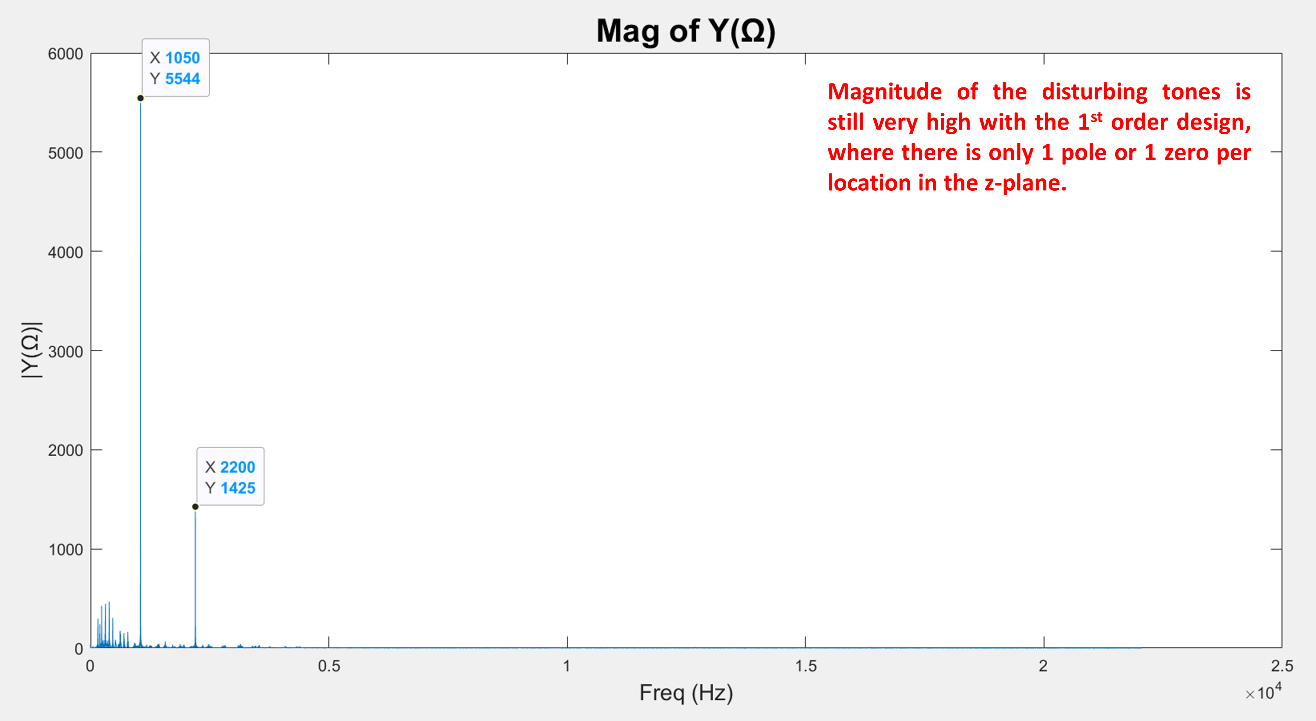 Mag of Y(Ω)
6000
X 1050
Y 5544
Magnitude of the disturbing tones is
still very high with the 1st order design,
where there is only 1 pole or 1 zero per
location in the z-plane.
5000
4000
|Y(Ω)|
3000
X 2200
Y 1425
2000
1000
0
0 0.5 1 1.5 2 2.5
Freq (Hz)
×10^4